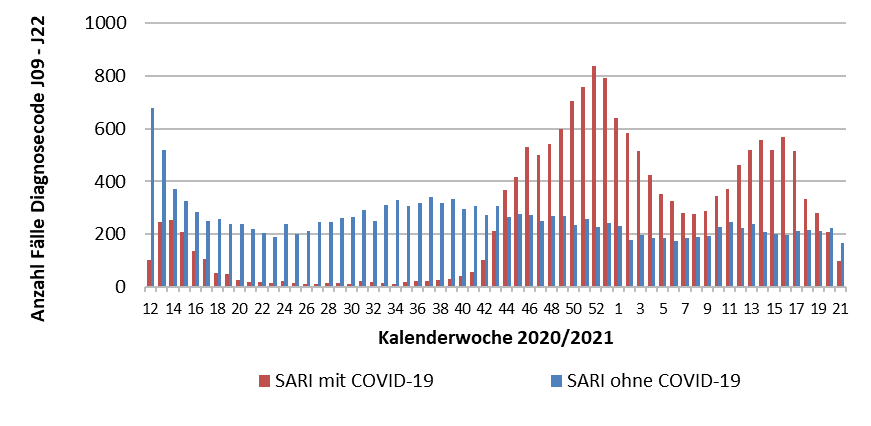 Anzahl Fälle Diagnosecode J09 - J22
1000
800
600
400
200
0
12 14 16 18 20 22 24 26 28 30 32 34 36 38 40 42 44 46 48 50 52 1 3 5 7 9 11 13 15 17 19 21
Kalenderwoche 2020/2021
SARI mit COVID-19 SARI ohne COVID-19